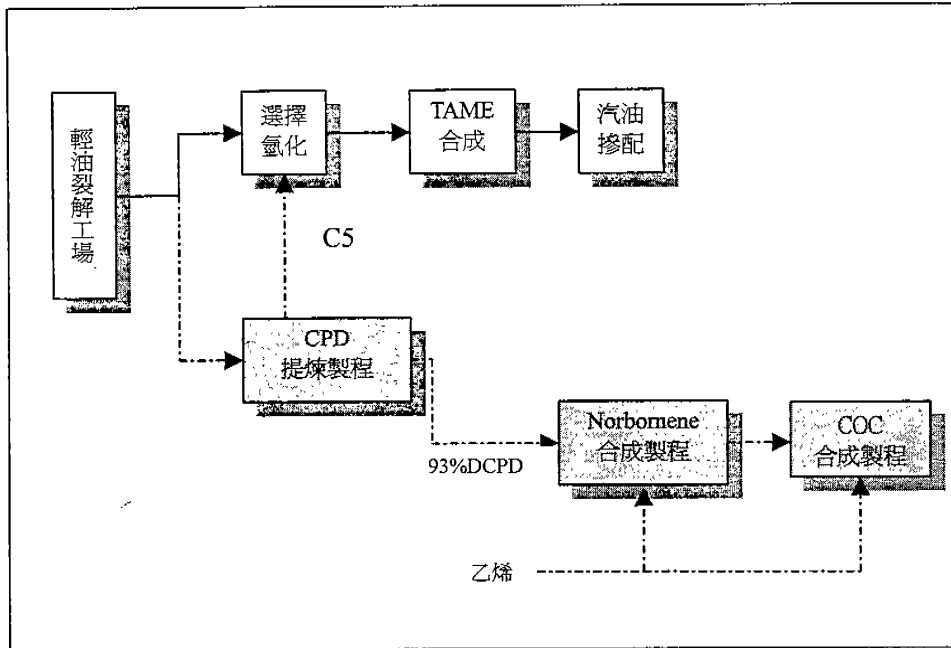 輕油裂解工場
選擇
氫化
TAME
合成
汽油
摻配
C5
CPD
提煉製程
93%DCPD
Norbornene
合成製程
COC
合成製程
乙烯